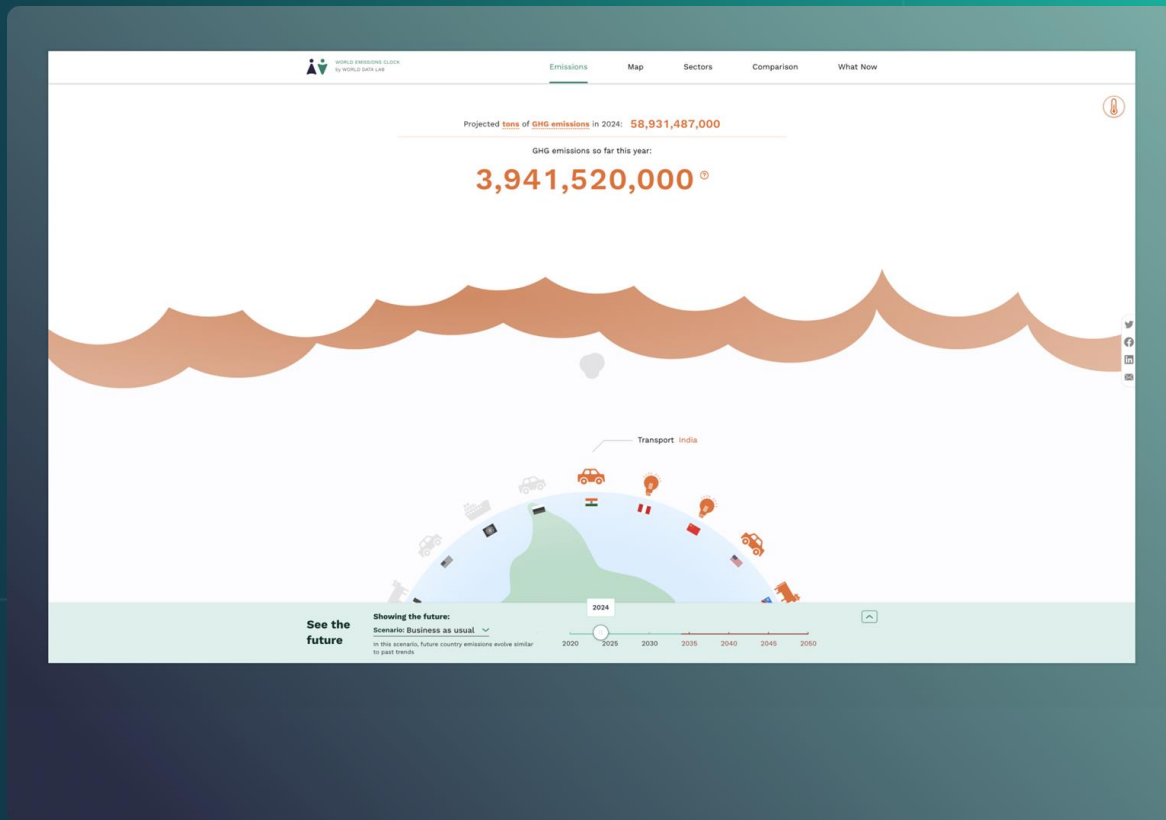 WORLD EMISSIONS CLOCK
by WORLD DATA LAB
Emissions Map Sectors Comparison What Now
Projected tons of GHG emissions in 2024: 58,931,487,000
GHG emissions so far this year:
3,941,520,000 ?
Transport India
2024
See the
future
Showing the future:
Scenario: Business as usual
In this scenario, future country emissions evolve similar
to past trends
2020 2025 2030 2035 2040 2045 2050